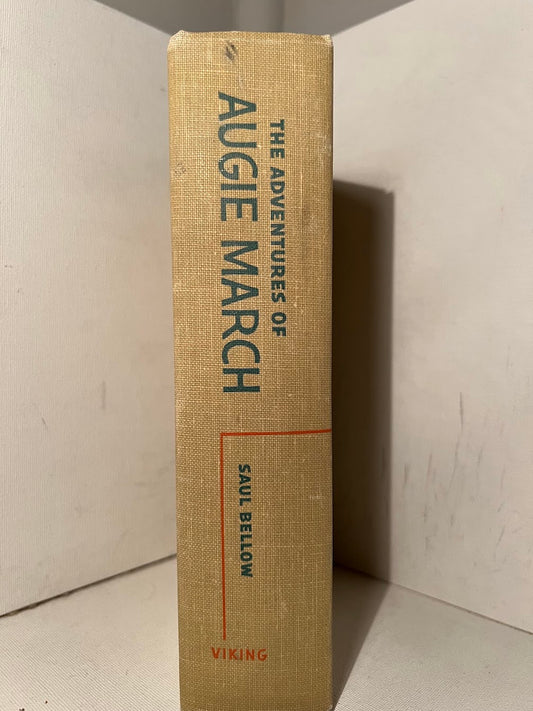 THE ADVENTURES OF
AUGIE MARCH
SAUL BELLOW
VIKING